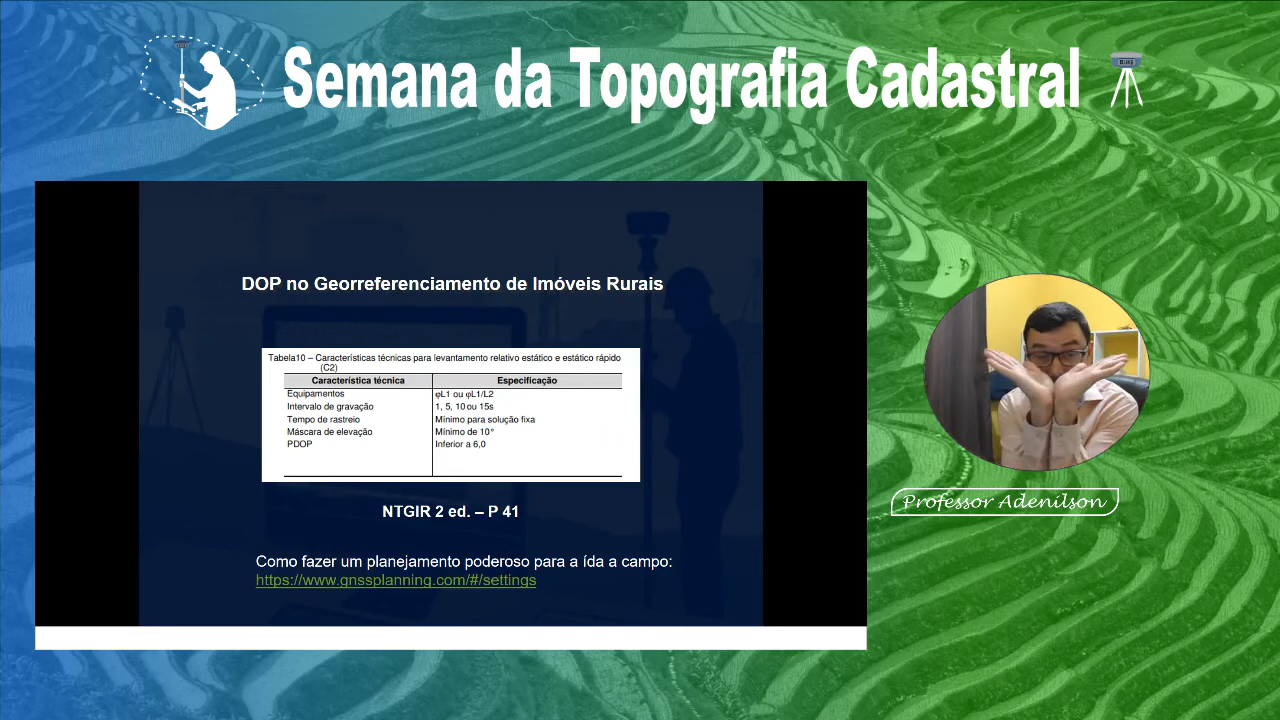 Semana da Topografia Cadastral
DOP no Georreferenciamento de Imóveis Rurais
Tabela10 – Características técnicas para levantamento relativo estático e estático rápido
(C2)
Característica técnica Especificação
Equipamentos φL1 ou φL1/L2
Intervalo de gravação 1, 5, 10 ou 15s
Tempo de rastreio Mínimo para solução fixa
Máscara de elevação Mínimo de 10°
PDOP Inferior a 6,0
NTGIR 2 ed. – P 41
Como fazer um planejamento poderoso para a ída a campo:
https://www.gnssplanning.com/#/settings
Professor Adenilson